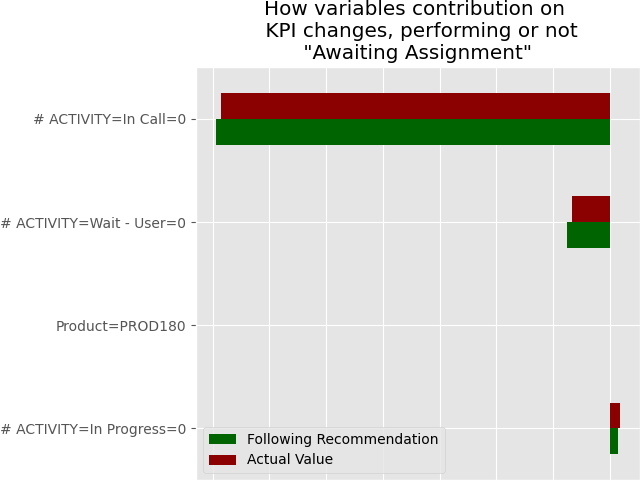 How variables contribution on
KPI changes, performing or not
"Awaiting Assignment"
# ACTIVITY=In Call=0
# ACTIVITY=Wait - User=0
Product=PROD180
# ACTIVITY=In Progress=0
Following Recommendation
Actual Value